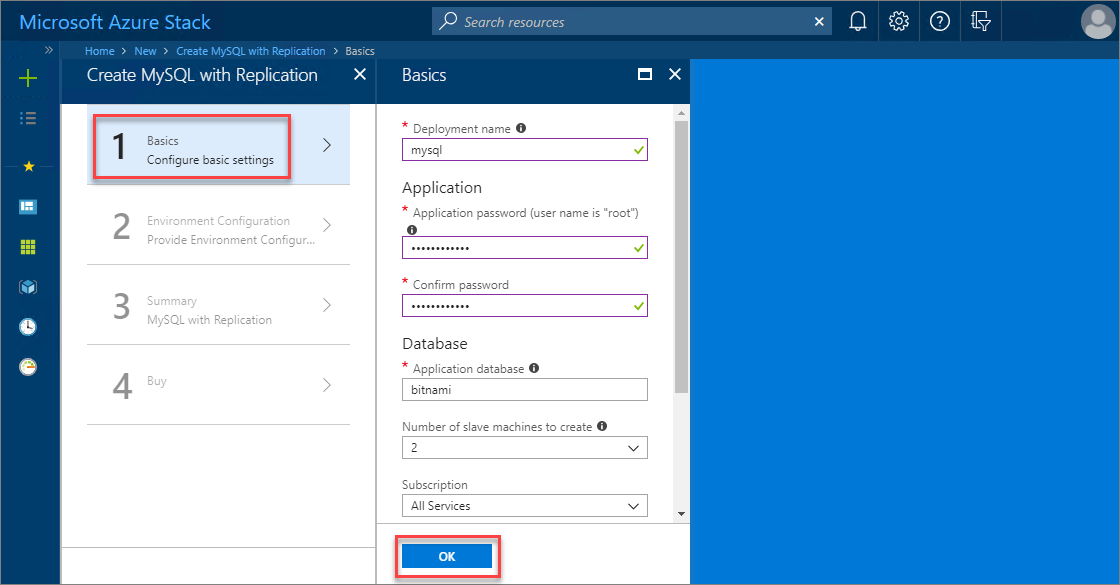 Microsoft Azure Stack
Search resources
Home > New > Create MySQL with Replication > Basics
Create MySQL with Replication
Basics
1
Basics
Configure basic settings
2
Environment Configuration
Provide Environment Configur...
3
Summary
MySQL with Replication
4
Buy
* Deployment name
mysql
Application
* Application password (user name is "root")
••••••••••••
* Confirm password
••••••••••••
Database
* Application database
bitnami
Number of slave machines to create
2
Subscription
All Services
OK